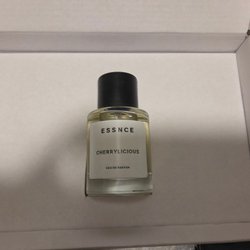 ESSNCE
CHERRYLICIOUS
EAU DE PARFUM